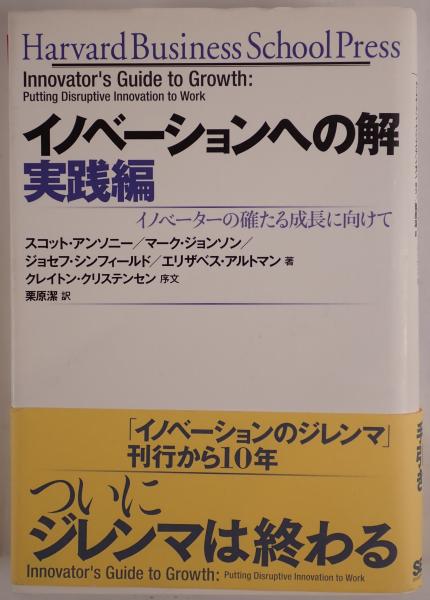 Harvard Business School Press
Innovator's Guide to Growth:
Putting Disruptive Innovation to Work
イノベーションへの解
実践編
イノベーターの確たる成長に向けて
スコット・アンソニー／マーク・ジョンソン／
ジョセフ・シンフィールド／エリザベス・アルトマン 著
クレイトン・クリステンセン 序文
栗原潔 訳
「イノベーションのジレンマ」
刊行から10年
ついに
ジレンマは終わる
Innovator's Guide to Growth: Putting Disruptive Innovation to Work